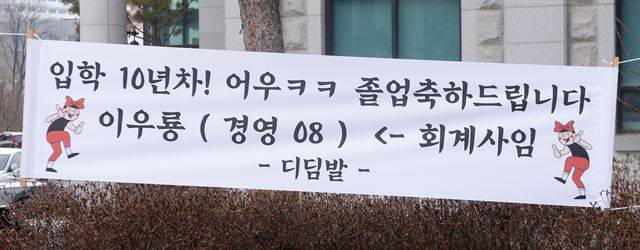 입학 10년차! 어우ㅋㅋ 졸업축하드립니다
이우룡 ( 경영 08 ) <- 회계사임
- 디딤발 -